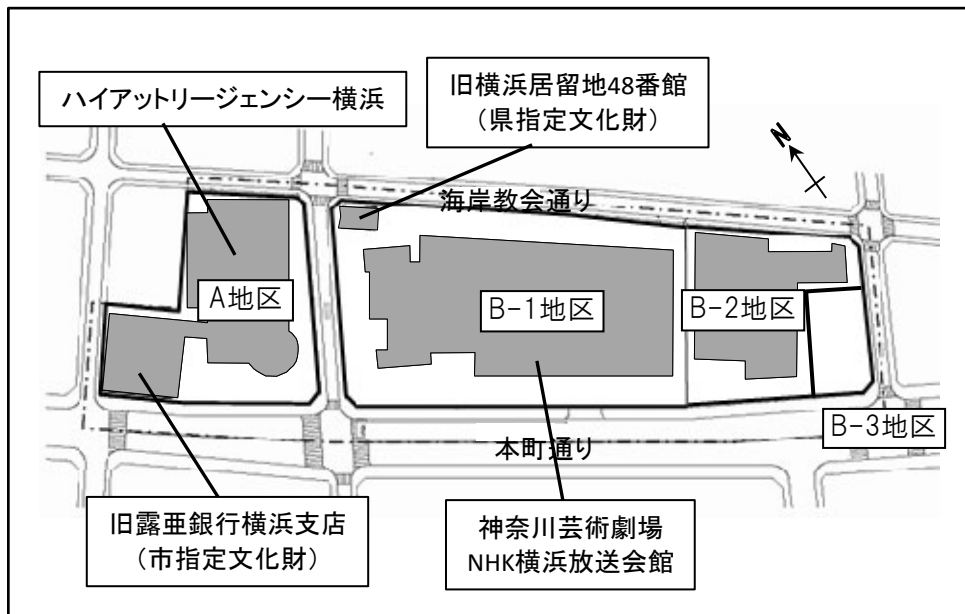 ハイアットリージェンシー横浜
旧横浜居留地48番館
（県指定文化財）
N
海岸教会通り
A地区
B-1地区
B-2地区
B-3地区
本町通り
旧露亜銀行横浜支店
（市指定文化財）
神奈川芸術劇場
NHK横浜放送会館